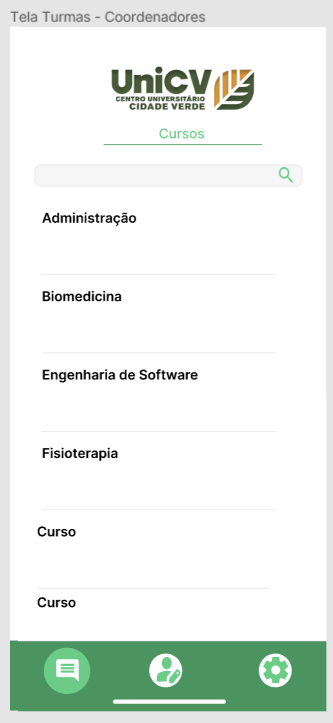 Tela Turmas - Coordenadores
UniCV
CENTRO UNIVERSITÁRIO
CIDADE VERDE
Cursos
Administração
Biomedicina
Engenharia de Software
Fisioterapia
Curso
Curso